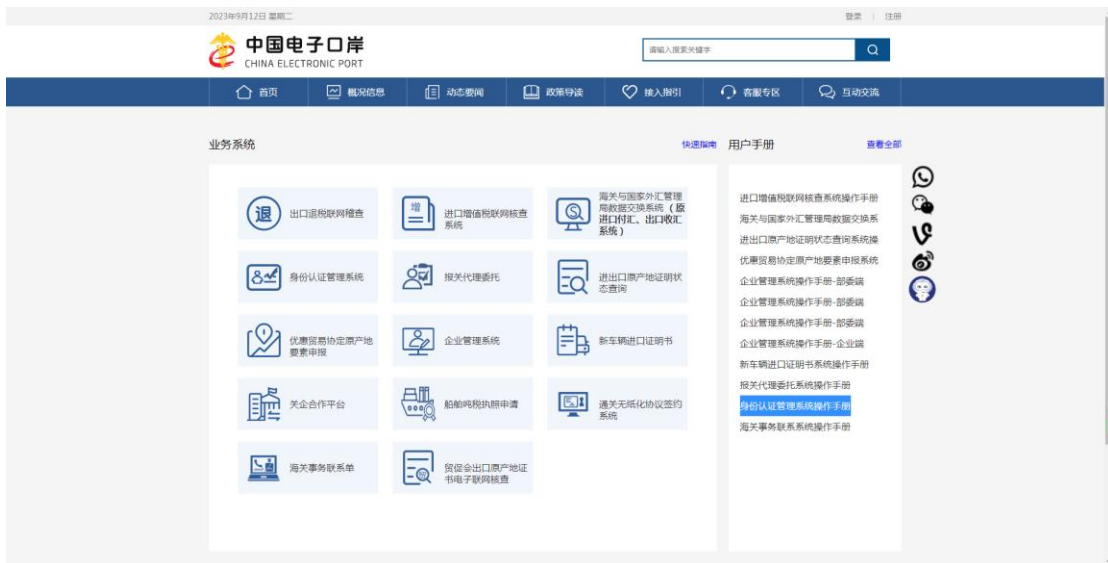 2023年9月12日 星期二
登录 | 注册
中国电子口岸
CHINA ELECTRONIC PORT
请输入搜索关键字
首页 概况信息 动态要闻 政策导读 接入指引 客服专区 互动交流
业务系统 快速指南
退 出口退税联网稽查
增 进口增值税联网核查
系统
海关与国家外汇管理
局数据交换系统（原
进口付汇、出口收汇
系统）
身份认证管理系统
报关代理委托
进出口原产地证明状
态查询
优惠贸易协定原产地
要素申报
企业管理系统
新车辆进口证明书
关企合作平台
船舶吨税执照申请
通关无纸化协议签约
系统
海关事务联系单
贸促会出口原产地证
书电子联网核查
用户手册 查看全部
进口增值税联网核查系统操作手册
海关与国家外汇管理局数据交换系
进出口原产地证明状态查询系统操
优惠贸易协定原产地要素申报系统
企业管理系统操作手册-部委端
企业管理系统操作手册-部委端
企业管理系统操作手册-部委端
企业管理系统操作手册-企业端
新车辆进口证明书系统操作手册
报关代理委托系统操作手册
身份认证管理系统操作手册
海关事务联系系统操作手册